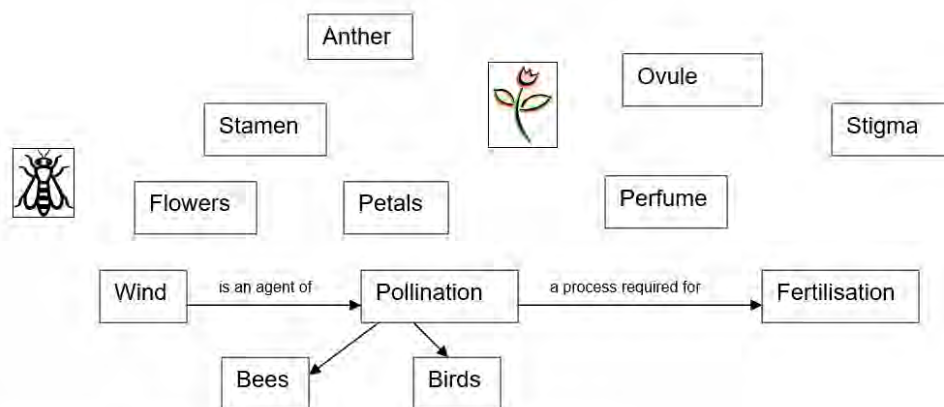 Anther
Ovule
Stamen
Stigma
Flowers
Petals
Perfume
Wind
is an agent of
Pollination
a process required for
Fertilisation
Bees
Birds